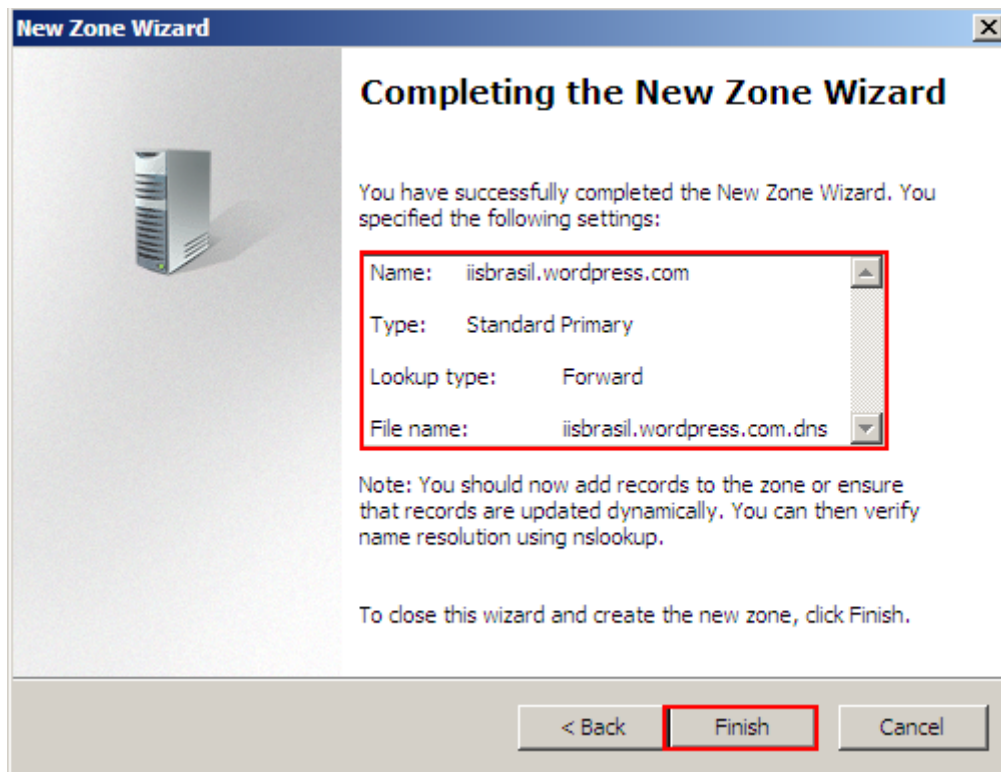 New Zone Wizard
Completing the New Zone Wizard
You have successfully completed the New Zone Wizard. You
specified the following settings:
Name: iisbrasil.wordpress.com
Type: Standard Primary
Lookup type: Forward
File name: iisbrasil.wordpress.com.dns
Note: You should now add records to the zone or ensure
that records are updated dynamically. You can then verify
name resolution using nslookup.
To close this wizard and create the new zone, click Finish.
< Back Finish Cancel